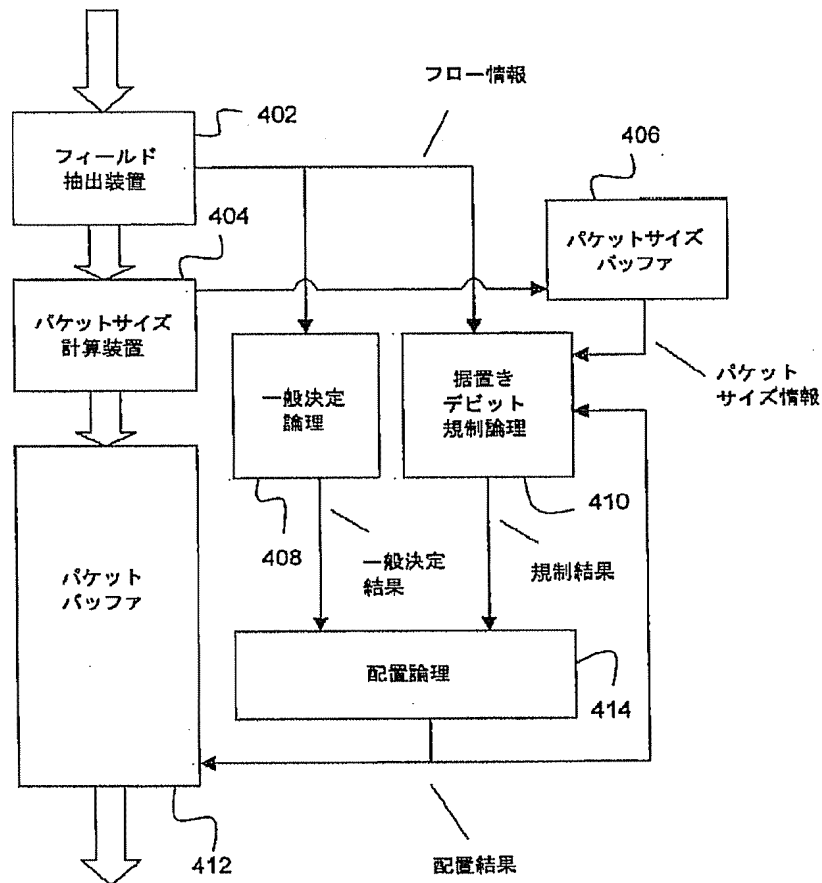 フロー情報
402
フィールド
抽出装置
406
パケットサイズ
バッファ
404
パケットサイズ
計算装置
一般決定
論理
据置き
デビット
規制論理
パケット
サイズ情報
408
410
一般決定
結果
規制結果
パケット
バッファ
配置論理
414
412
配置結果